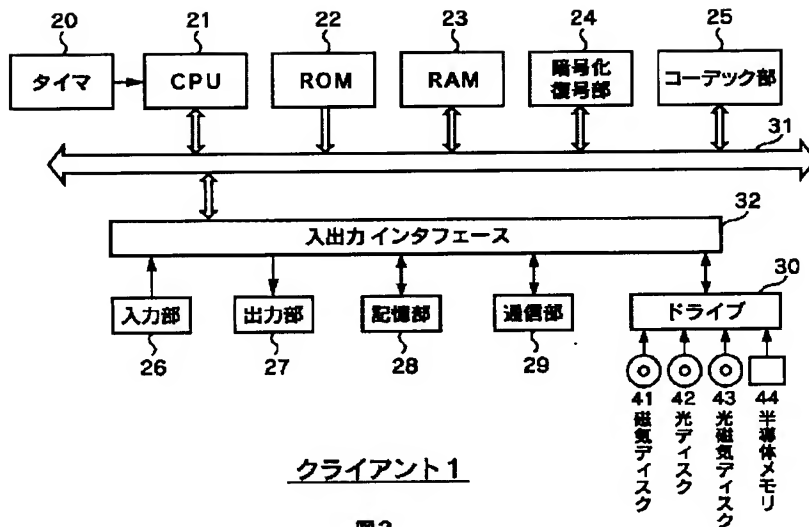 20
21
22
23
24
25
タイマ
CPU
ROM
RAM
暗号化
復号部
コーデック部
31
32
入出力インタフェース
30
入力部
出力部
記憶部
通信部
ドライブ
26
27
28
29
41
42
43
44
磁気ディスク
光ディスク
光磁気ディスク
半導体メモリ
クライアント1
図2